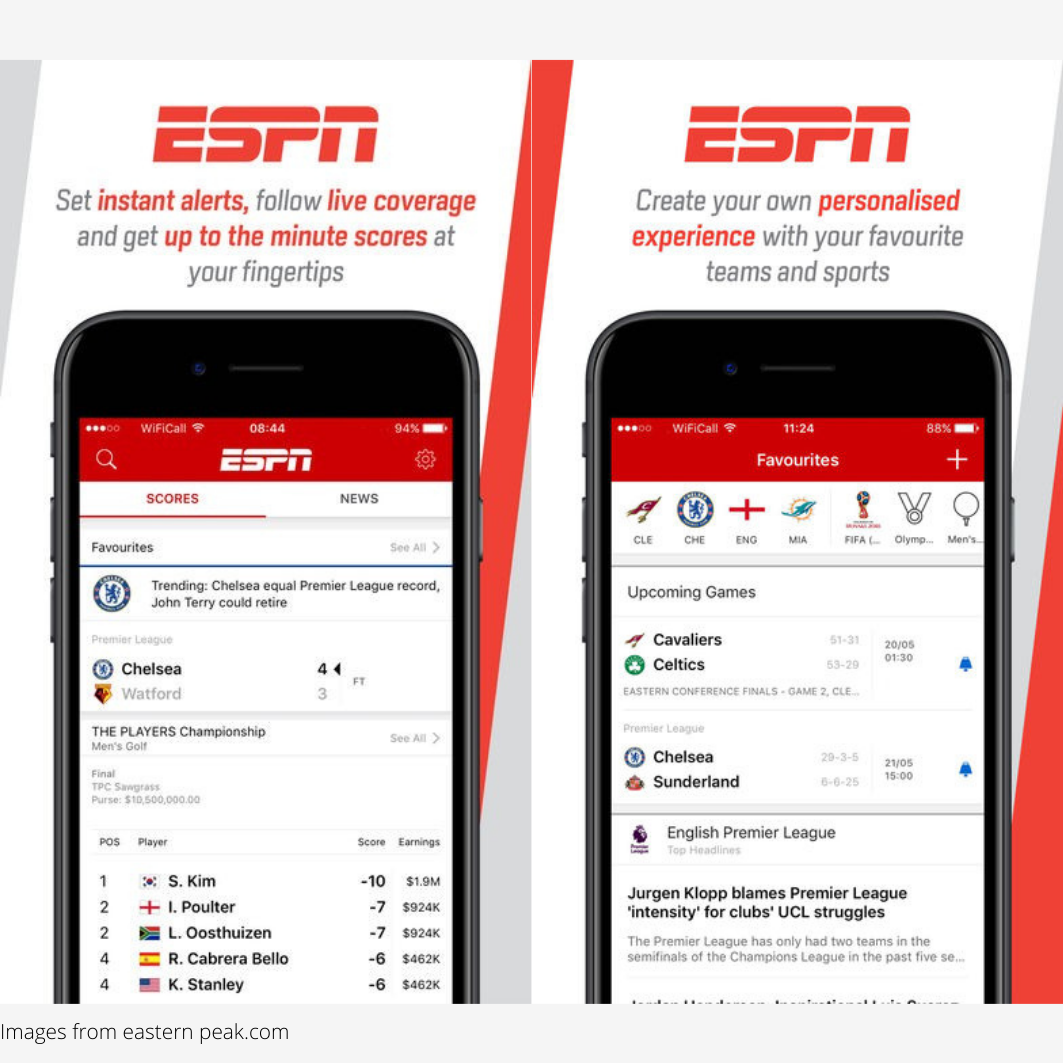 ESPN
Set instant alerts, follow live coverage
and get up to the minute scores at
your fingertips
WiFiCall 08:44 94%
ESPN
SCORES NEWS
Favourites See All
Trending: Chelsea equal Premier League record,
John Terry could retire
Premier League
Chelsea 4
FT
Watford 3
THE PLAYERS Championship
Men's Golf
See All
Final
TPC Sawgrass
Purse: $10,500,000.00
POS Player Score Earnings
1 S. Kim -10 $1.9M
2 I. Poulter -7 $924K
2 L. Oosthuizen -7 $924K
4 R. Cabrera Bello -6 $462K
4 K. Stanley -6 $462K
ESPN
Create your own personalised
experience with your favourite
teams and sports
WiFiCall 11:24 88%
Favourites
CLE CHE ENG MIA FIFA (... Olymp... Men's...
Upcoming Games
Cavaliers 51-31
20/05
01:30
Celtics 53-29
EASTERN CONFERENCE FINALS - GAME 2, CLE...
Premier League
Chelsea 29-3-5
21/05
15:00
Sunderland 6-6-25
English Premier League
Top Headlines
Jurgen Klopp blames Premier League
'intensity' for clubs' UCL struggles
The Premier League has only had two teams in the
semifinals of the Champions League in the past five se...
Images from eastern peak.com